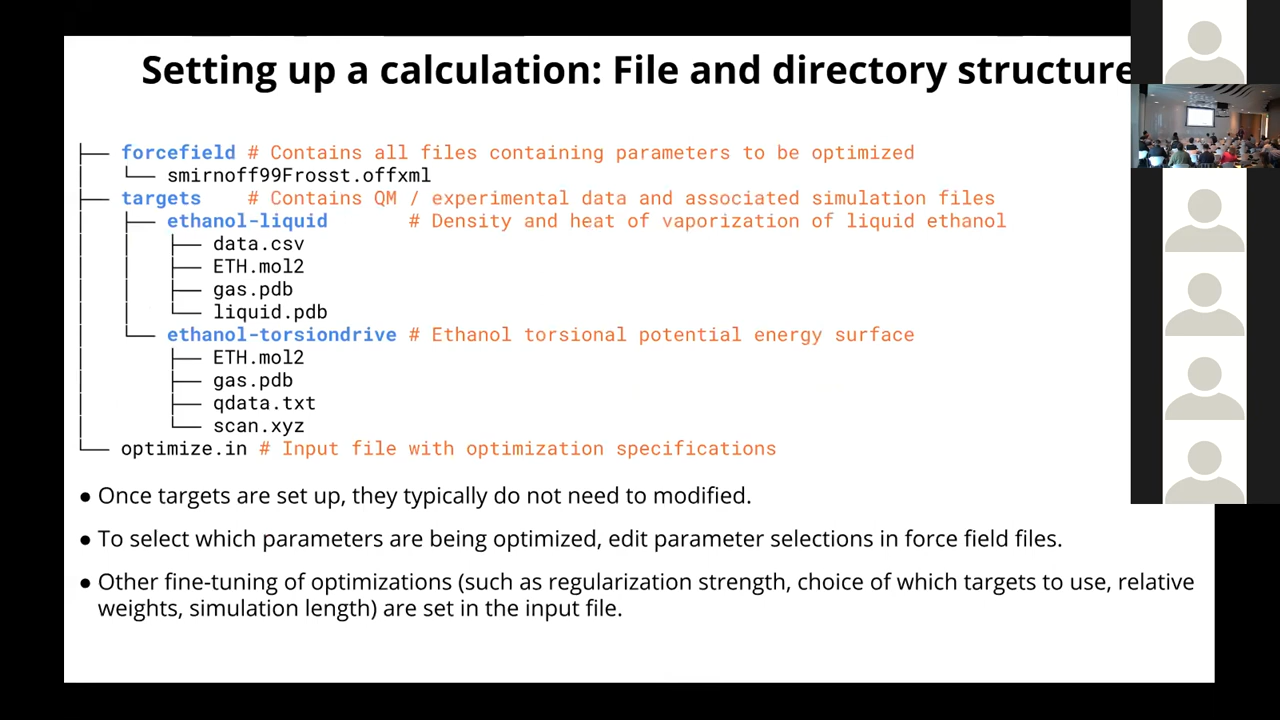 Setting up a calculation: File and directory structure
├── forcefield # Contains all files containing parameters to be optimized
│   └── smirnoff99Frosst.offxml
├── targets    # Contains QM / experimental data and associated simulation files
│   ├── ethanol-liquid       # Density and heat of vaporization of liquid ethanol
│   │   ├── data.csv
│   │   ├── ETH.mol2
│   │   ├── gas.pdb
│   │   └── liquid.pdb
│   └── ethanol-torsiondrive # Ethanol torsional potential energy surface
│       ├── ETH.mol2
│       ├── gas.pdb
│       ├── qdata.txt
│       └── scan.xyz
└── optimize.in # Input file with optimization specifications
● Once targets are set up, they typically do not need to modified.
● To select which parameters are being optimized, edit parameter selections in force field files.
● Other fine-tuning of optimizations (such as regularization strength, choice of which targets to use, relative
weights, simulation length) are set in the input file.